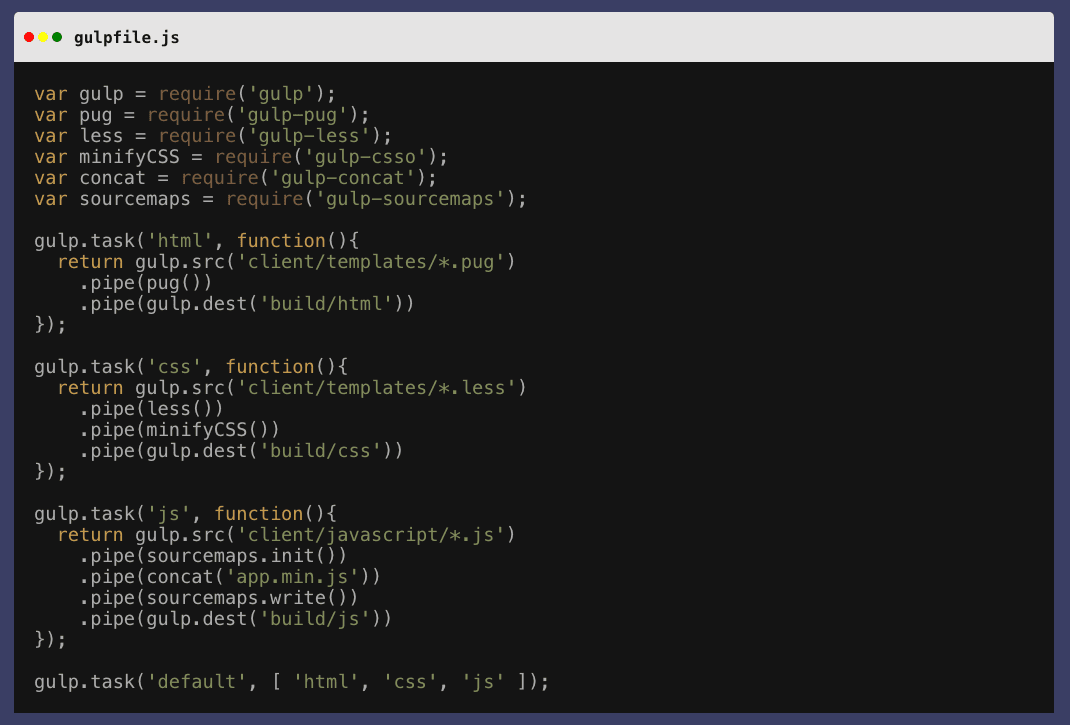 gulpfile.js
var gulp = require('gulp');
var pug = require('gulp-pug');
var less = require('gulp-less');
var minifyCSS = require('gulp-csso');
var concat = require('gulp-concat');
var sourcemaps = require('gulp-sourcemaps');

gulp.task('html', function(){
  return gulp.src('client/templates/*.pug')
    .pipe(pug())
    .pipe(gulp.dest('build/html'))
});

gulp.task('css', function(){
  return gulp.src('client/templates/*.less')
    .pipe(less())
    .pipe(minifyCSS())
    .pipe(gulp.dest('build/css'))
});

gulp.task('js', function(){
  return gulp.src('client/javascript/*.js')
    .pipe(sourcemaps.init())
    .pipe(concat('app.min.js'))
    .pipe(sourcemaps.write())
    .pipe(gulp.dest('build/js'))
});

gulp.task('default', [ 'html', 'css', 'js' ]);